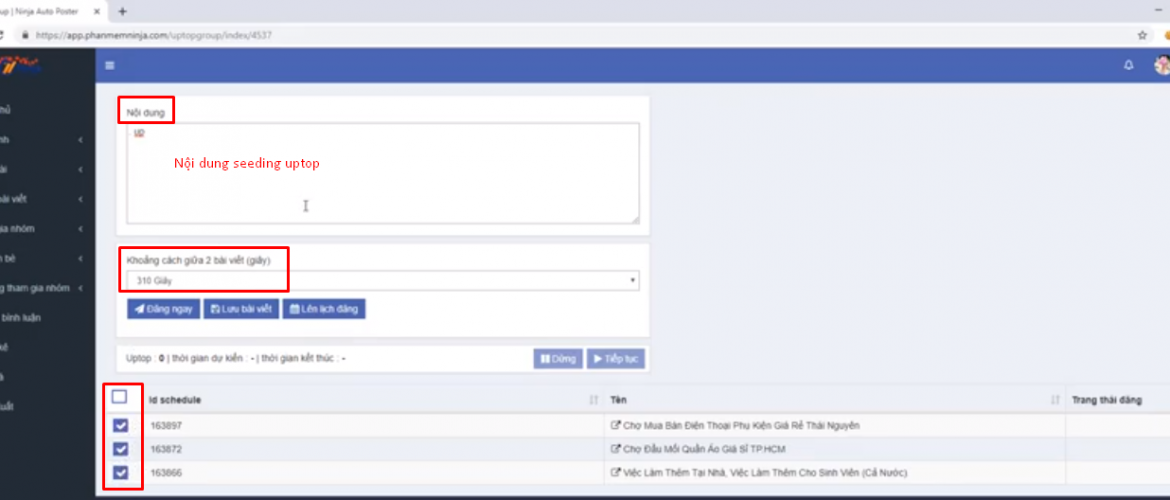 up | Ninja Auto Poster
https://app.phanmemninja.com/uptopgroup/index/4537
Nội dung
up
Nội dung seeding uptop
bài viết
gia nhóm
bè
tham gia nhóm
bình luận
Khoảng cách giữa 2 bài viết (giây)
310 Giây
Đăng ngay Lưu bài viết Lên lịch đăng
Uptop : 0 | thời gian dự kiến : - | thời gian kết thúc : -
Dừng Tiếp tục
Id schedule Tên Trạng thái đăng
163897 Chợ Mua Bán Điện Thoại Phụ Kiện Giá Rẻ Thái Nguyên
163872 Chợ Đầu Mối Quần Áo Giá Sỉ TP.HCM
163866 Việc Làm Thêm Tại Nhà, Việc Làm Thêm Cho Sinh Viên (Cả Nước)